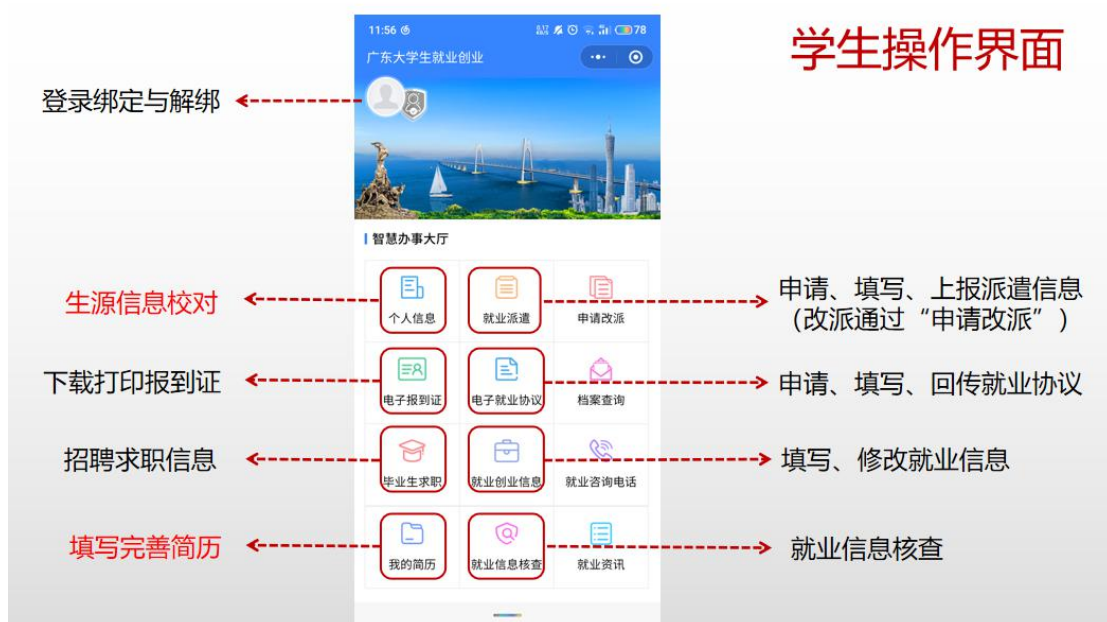 学生操作界面
11:56
78
广东大学生就业创业
登录绑定与解绑
智慧办事大厅
生源信息校对
个人信息
就业派遣
申请改派
申请、填写、上报派遣信息
（改派通过“申请改派”）
下载打印报到证
电子报到证
电子就业协议
档案查询
申请、填写、回传就业协议
招聘求职信息
毕业生求职
就业创业信息
就业咨询电话
填写、修改就业信息
填写完善简历
我的简历
就业信息核查
就业资讯
就业信息核查